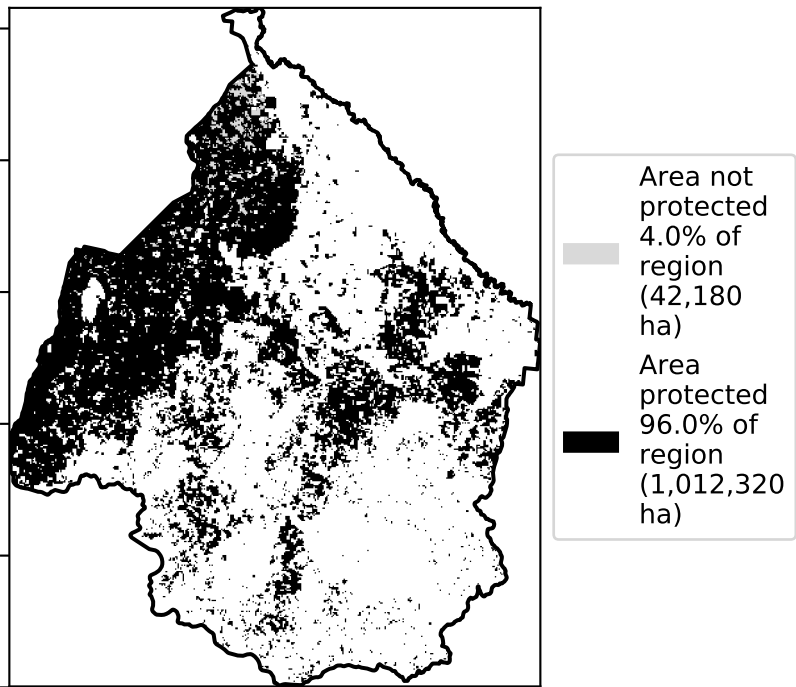 Area not
protected
4.0% of
region
(42,180
ha)
Area
protected
96.0% of
region
(1,012,320
ha)